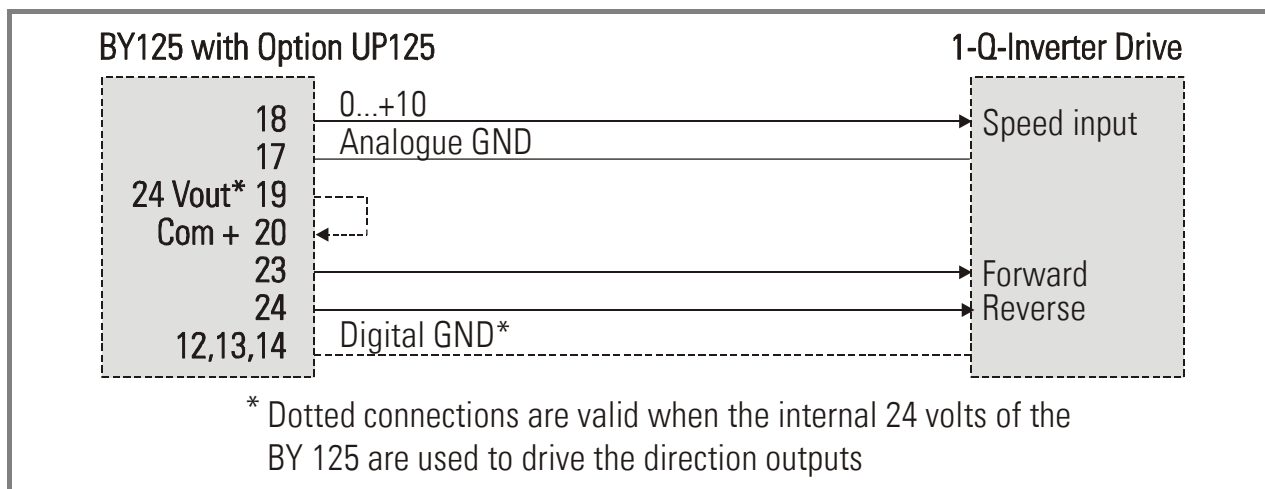 BY125 with Option UP125 1-Q-Inverter Drive
18 0...+10 Speed input
17 Analogue GND
24 Vout* 19
Com + 20
23 Forward
24 Reverse
12,13,14 Digital GND*
* Dotted connections are valid when the internal 24 volts of the
BY 125 are used to drive the direction outputs